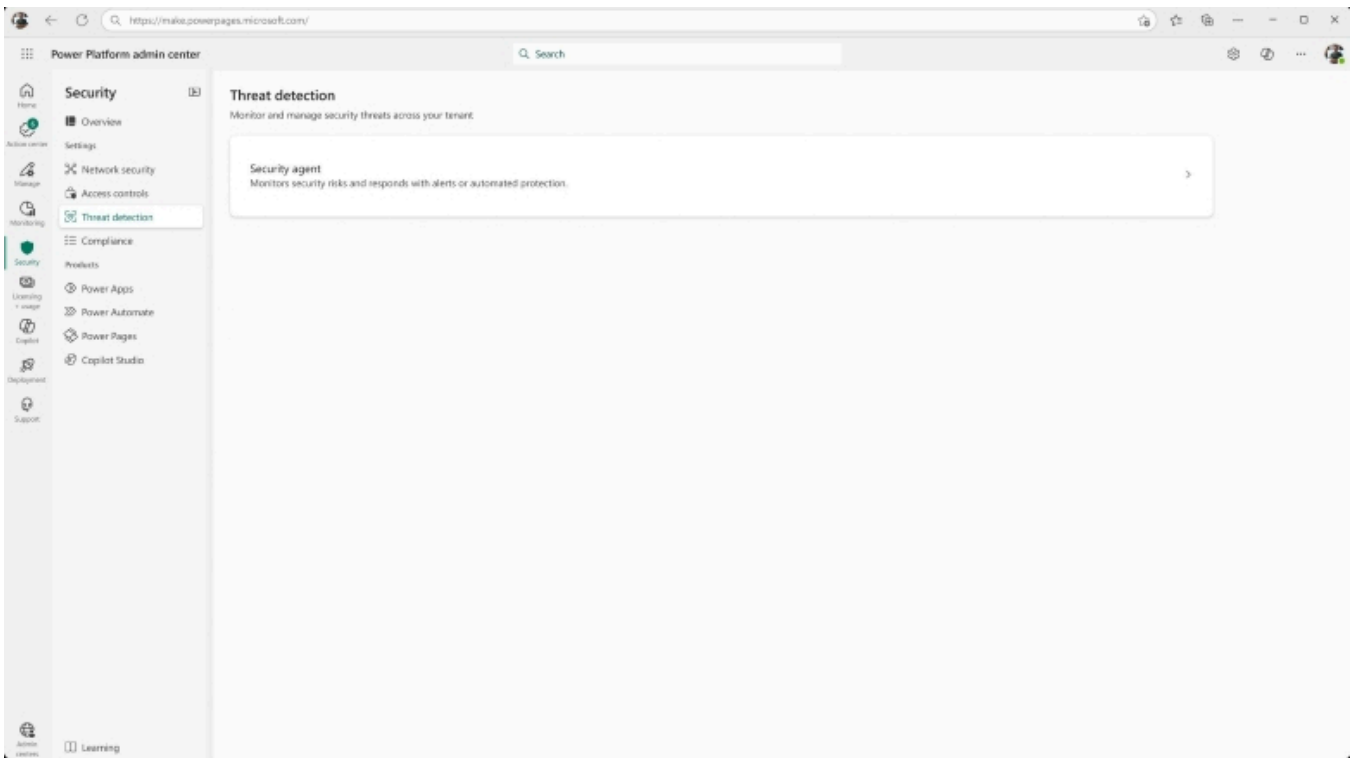 https://make.powerpages.microsoft.com/
Power Platform admin center
Search
Home
Action center
Manage
Monitoring
Security
Licensing
+ usage
Copilot
Deployment
Support
Admin
centers
Security
Overview
Settings
Network security
Access controls
Threat detection
Compliance
Products
Power Apps
Power Automate
Power Pages
Copilot Studio
Learning
Threat detection
Monitor and manage security threats across your tenant
Security agent
Monitors security risks and responds with alerts or automated protection.